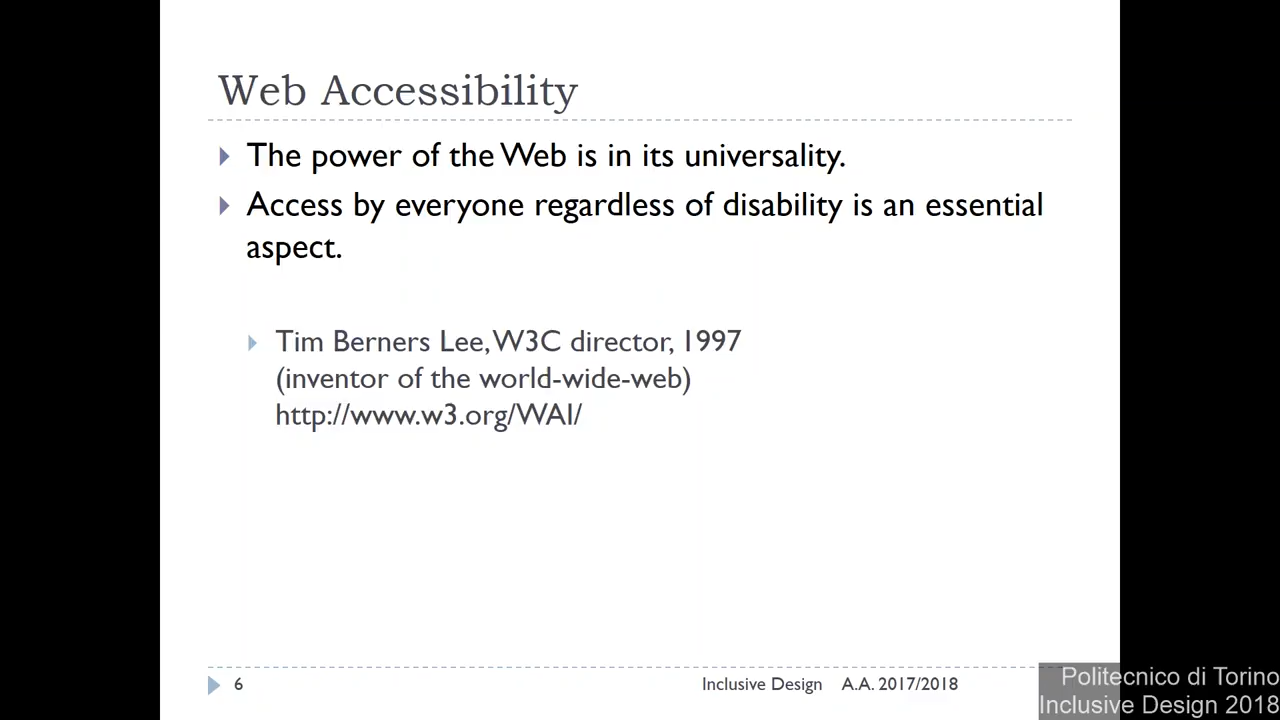 Web Accessibility
The power of the Web is in its universality.
Access by everyone regardless of disability is an essential
aspect.
Tim Berners Lee, W3C director, 1997
(inventor of the world-wide-web)
http://www.w3.org/WAI/
6
Inclusive Design A.A. 2017/2018
Politecnico di Torino
Inclusive Design 2018